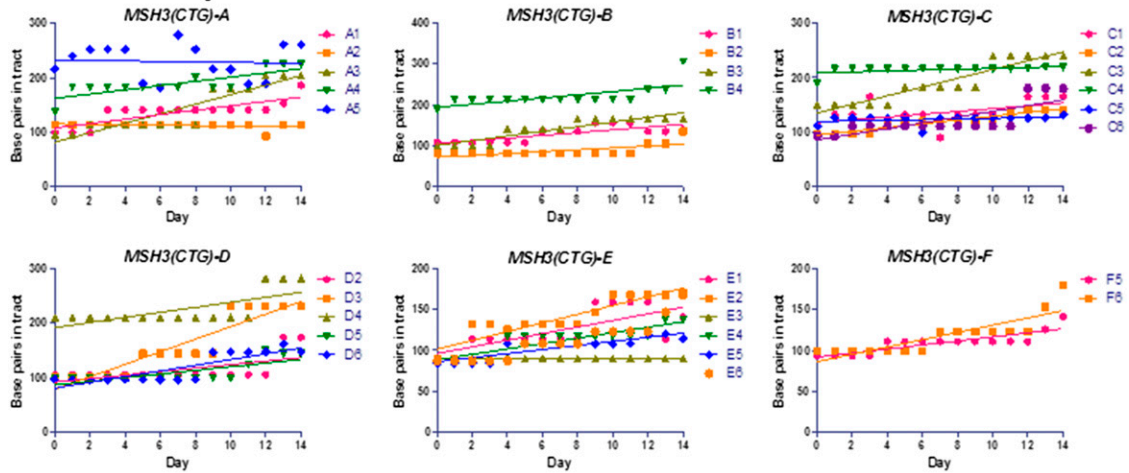 MSH3(CTG)-A
Base pairs in tract
300
200
100
0
0 2 4 6 8 10 12 14
Day
A1
A2
A3
A4
A5
MSH3(CTG)-B
Base pairs in tract
400
300
200
100
0
0 2 4 6 8 10 12 14
Day
B1
B2
B3
B4
MSH3(CTG)-C
Base pairs in tract
300
200
100
0
0 2 4 6 8 10 12 14
Day
C1
C2
C3
C4
C5
C6
MSH3(CTG)-D
Base pairs in tract
300
200
100
0
0 2 4 6 8 10 12 14
Day
D2
D3
D4
D5
D6
MSH3(CTG)-E
Base pairs in tract
200
150
100
50
0
0 2 4 6 8 10 12 14
Day
E1
E2
E3
E4
E5
E6
MSH3(CTG)-F
Base pairs in tract
200
150
100
50
0
0 2 4 6 8 10 12 14
Day
F5
F6